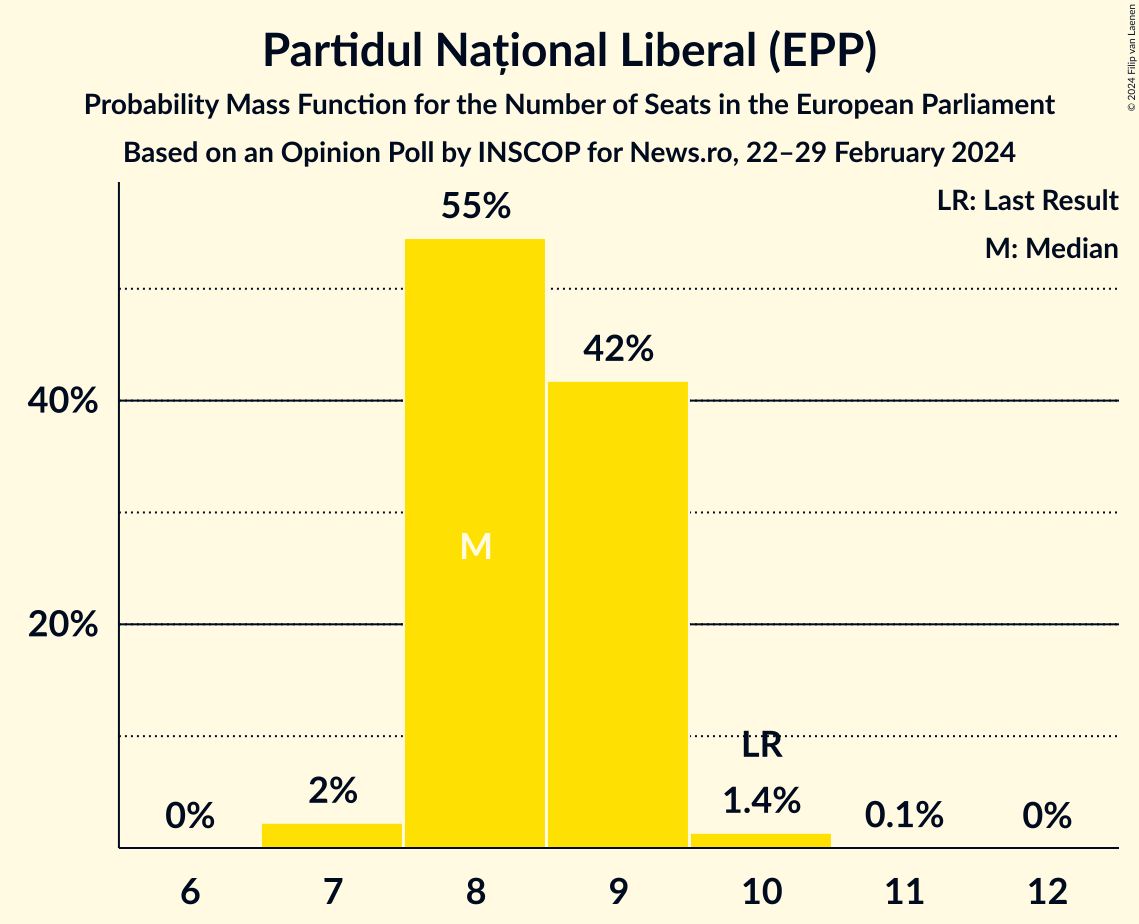 Partidul Național Liberal (EPP)
Probability Mass Function for the Number of Seats in the European Parliament
Based on an Opinion Poll by INSCOP for News.ro, 22–29 February 2024
© 2024 Filip van Laenen
LR: Last Result
M: Median
55%
42%
40%
M
20%
LR
0%
2%
1.4%
0.1%
0%
6
7
8
9
10
11
12